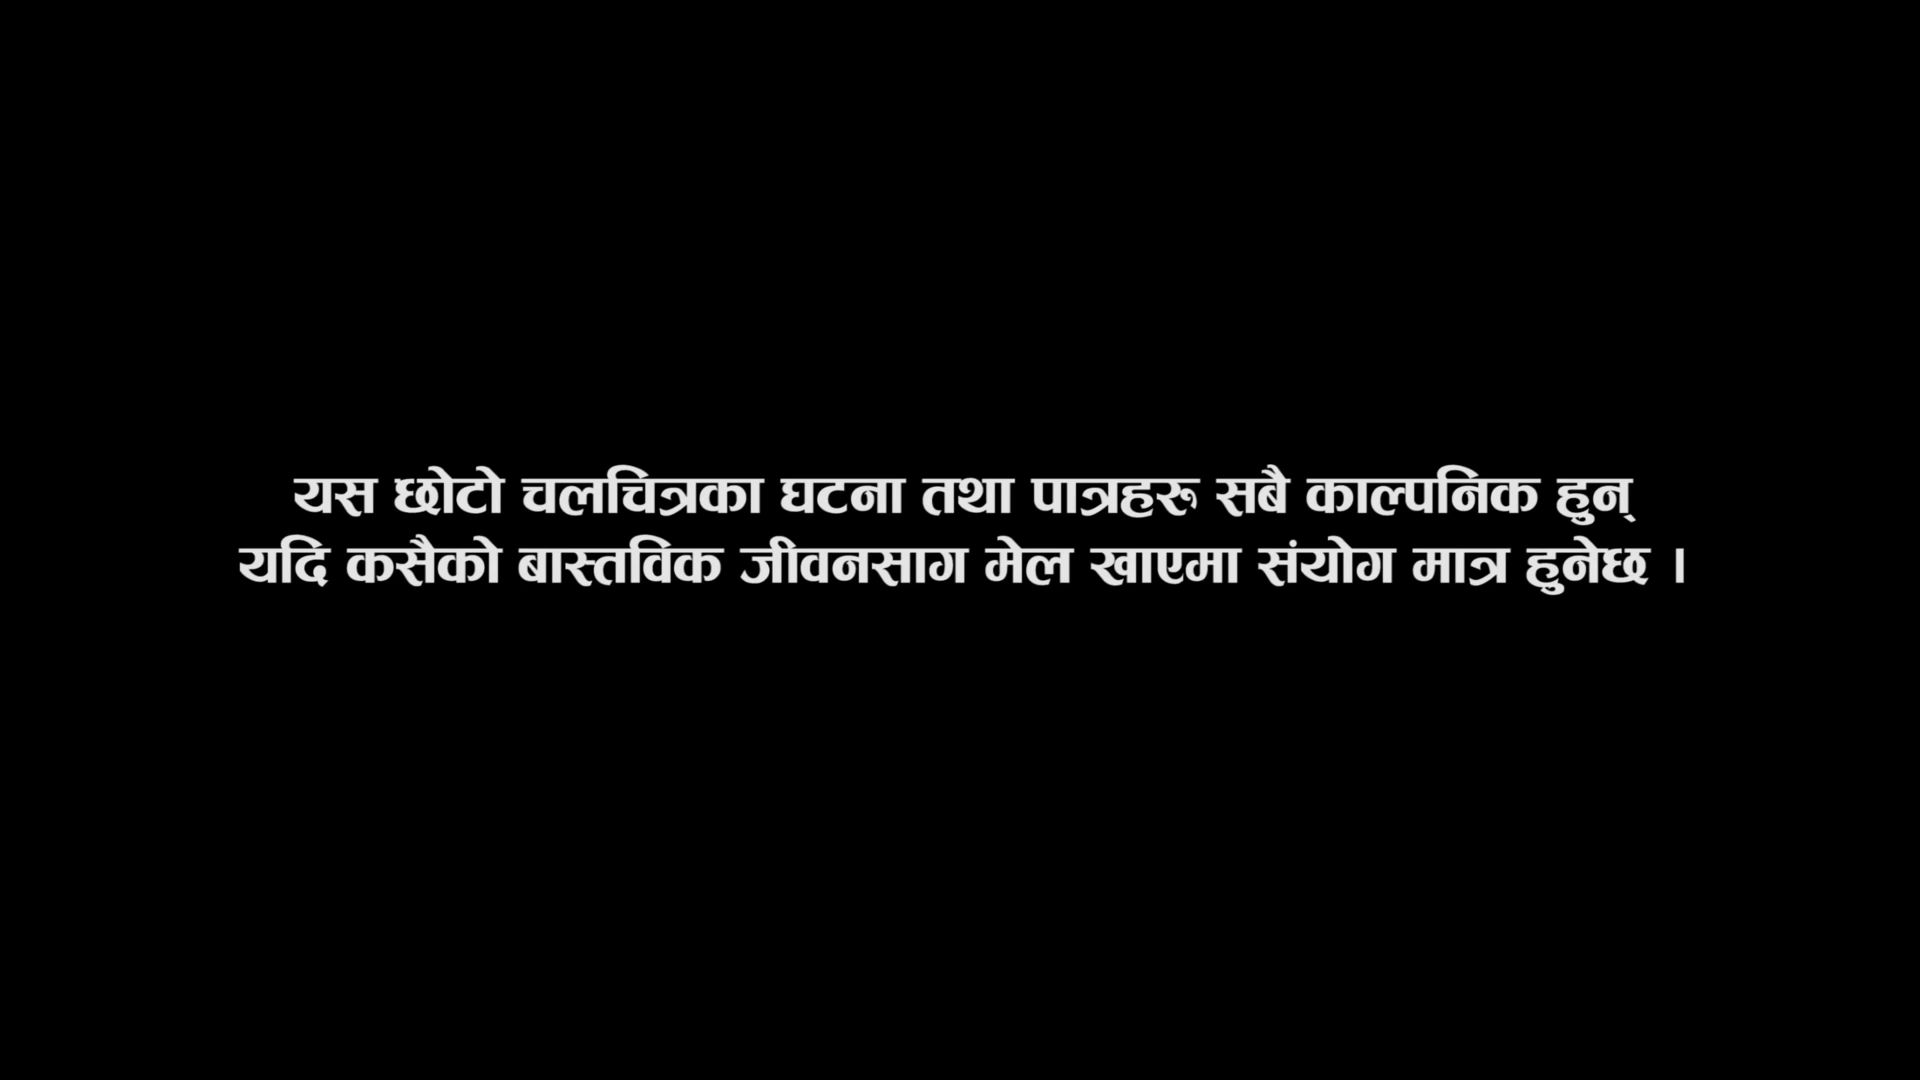 यस छोटो चलचित्रका घटना तथा पात्रहरु सबै काल्पनिक हुन्
यदि कसैको बास्तविक जीवनसाग मेल खाएमा संयोग मात्र हुनेछ ।